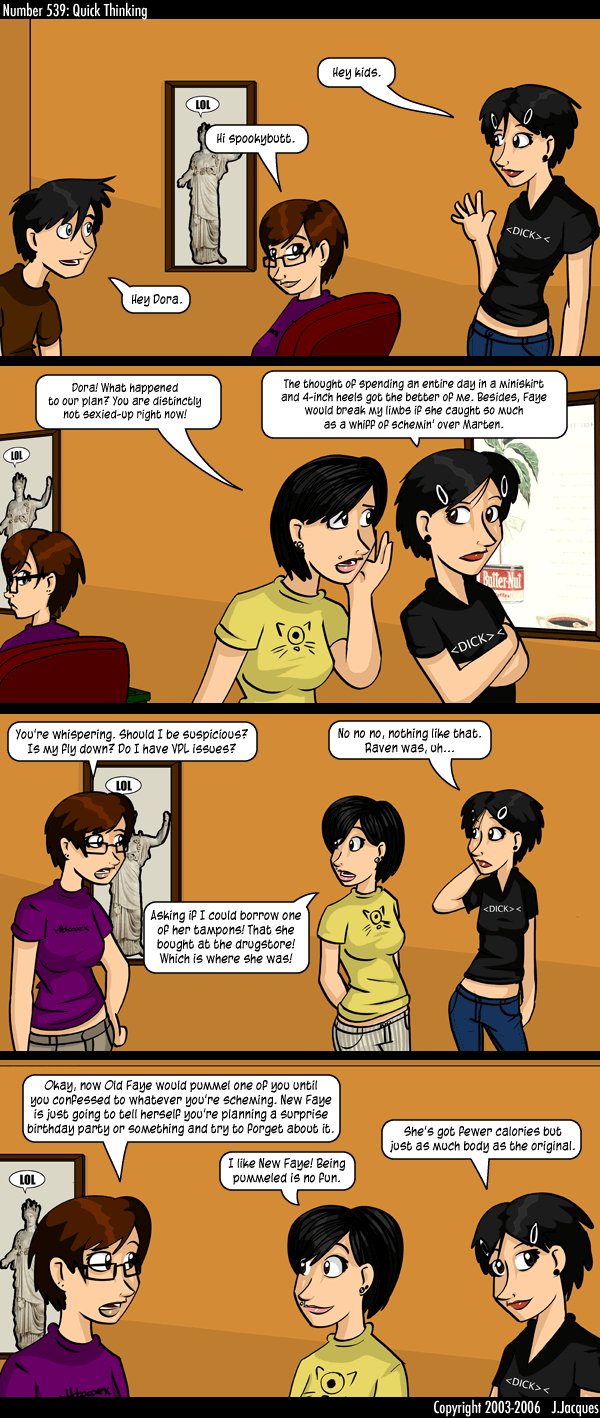 Number 539: Quick Thinking
Hey kids.
LOL
Hi spookybutt.
<DICK> <
Hey Dora.
Dora! What happened
to our plan? You are distinctly
not sexied-up right now!
The thought of spending an entire day in a miniskirt
and 4-inch heels got the better of me. Besides, Faye
would break my limbs if she caught so much
as a whiff of schemin' over Marten.
LOL
Butter-Nut
<DICK> <
You're whispering. Should I be suspicious?
Is my fly down? Do I have VPL issues?
No no no, nothing like that.
Raven was, uh...
LOL
Asking if I could borrow one
of her tampons! That she
bought at the drugstore!
Which is where she was!
<DICK> <
Okay, now Old Faye would pummel one of you until
you confessed to whatever you're scheming. New Faye
is just going to tell herself you're planning a surprise
birthday party or something and try to forget about it.
I like New Faye! Being
pummeled is no fun.
She's got fewer calories but
just as much body as the original.
LOL
<DICK> <
Copyright 2003-2006 J.Jacques